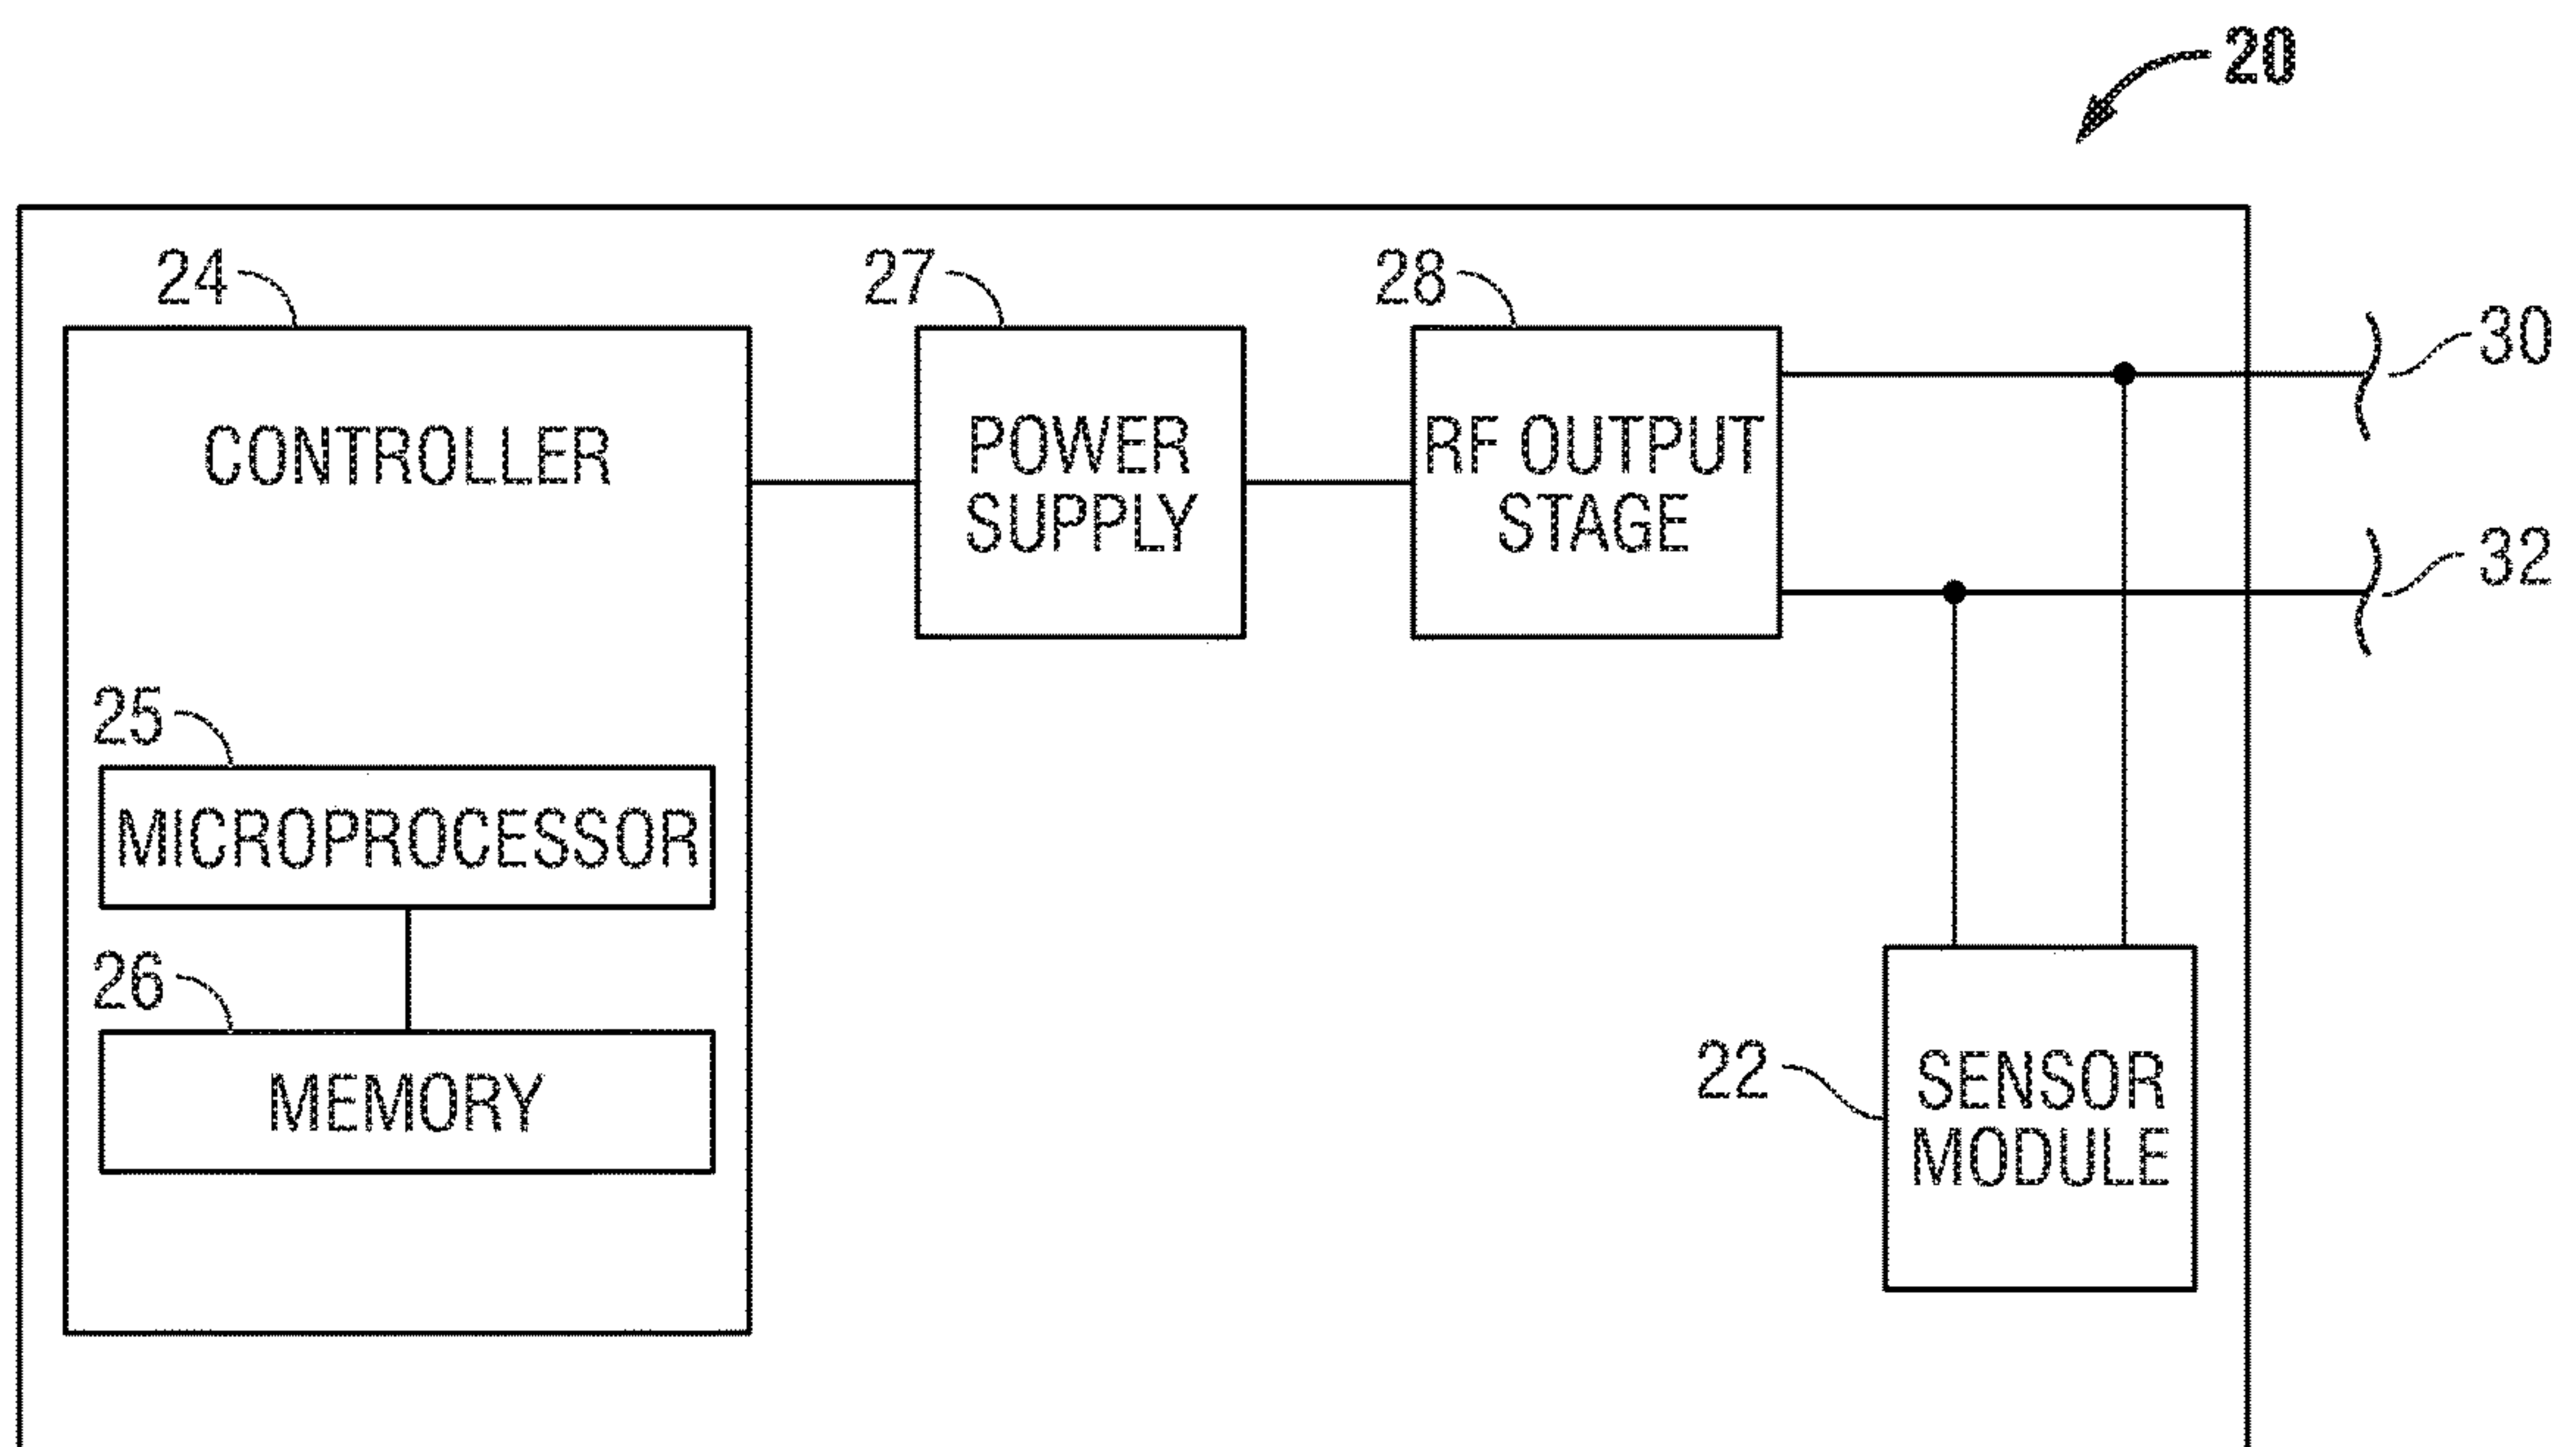 20
24
27
28
30
CONTROLLER
POWER
SUPPLY
RF OUTPUT
STAGE
32
25
MICROPROCESSOR
26
MEMORY
22
SENSOR
MODULE